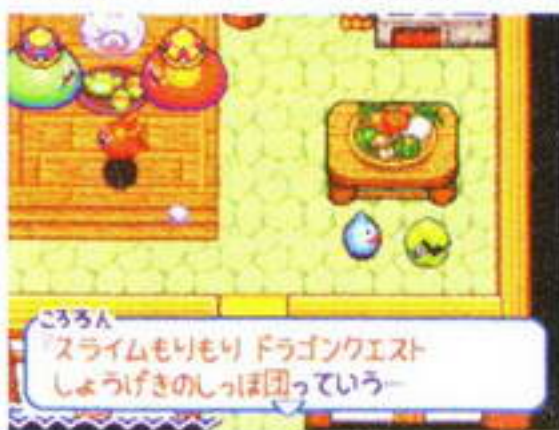 ころろん
『スライムもりもり ドラゴンクエスト
しょうげきのしっぽ団っていう…